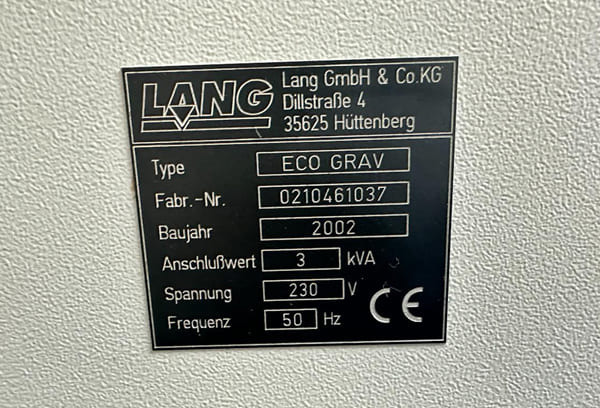 LANG
Lang GmbH & Co.KG
Dillstraße 4
35625 Hüttenberg
Type ECO GRAV
Fabr.-Nr. 0210461037
Baujahr 2002
Anschlußwert 3 kVA
Spannung 230 V
Frequenz 50 Hz
CE